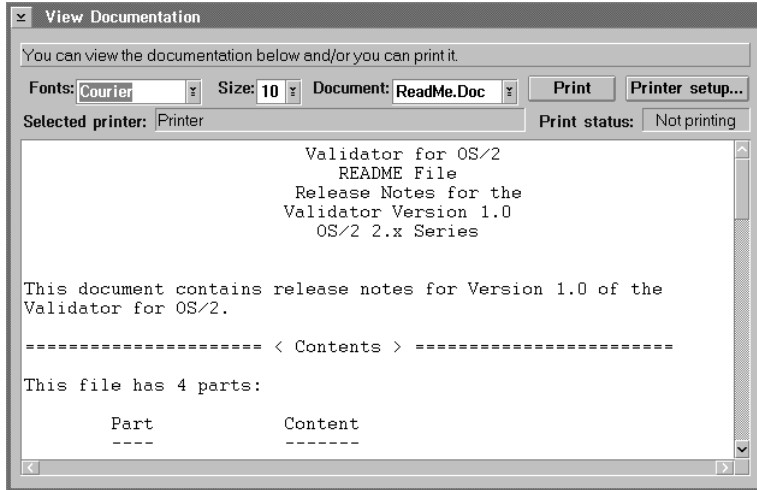 View Documentation
You can view the documentation below and/or you can print it.
Fonts: Courier Size: 10 Document: ReadMe.Doc Print Printer setup...
Selected printer: Printer Print status: Not printing
Validator for OS/2
README File
Release Notes for the
Validator Version 1.0
OS/2 2.x Series
This document contains release notes for Version 1.0 of the
Validator for OS/2.
====================== < Contents > ========================
This file has 4 parts:
Part Content
---- -------